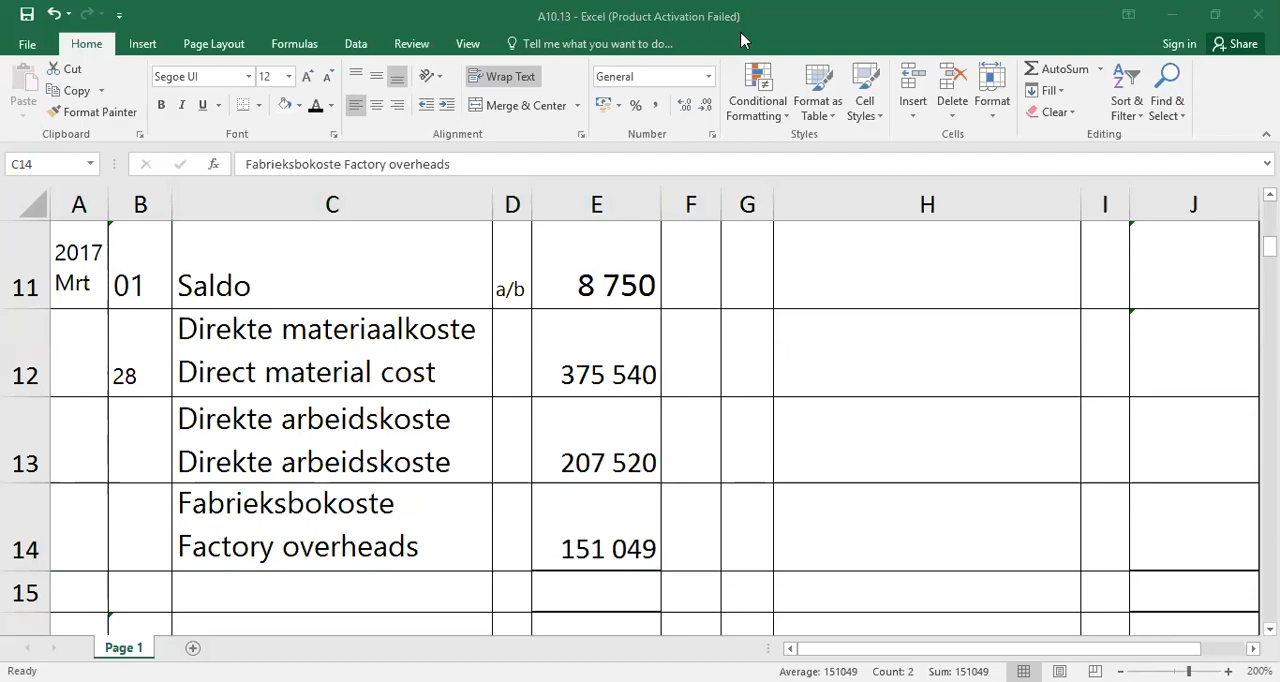 A10.13 - Excel (Product Activation Failed)
File Home Insert Page Layout Formulas Data Review View Tell me what you want to do... Sign in Share
Paste Cut Copy Format Painter Clipboard
Segoe UI 12 A A B I U A Font
Wrap Text Merge & Center Alignment
General % , .0 .00 .00 .0 Number
Conditional Formatting Format as Table Cell Styles Styles
Insert Delete Format Cells
AutoSum Fill Clear Sort & Filter Find & Select Editing
C14 fx Fabrieksbokoste Factory overheads
A B C D E F G H I J
2017
11 Mrt 01 Saldo a/b 8 750
Direkte materiaalkoste
12 28 Direct material cost 375 540
Direkte arbeidskoste
13 Direkte arbeidskoste 207 520
Fabrieksbokoste
14 Factory overheads 151 049
15
Page 1
Ready Average: 151049 Count: 2 Sum: 151049 200%